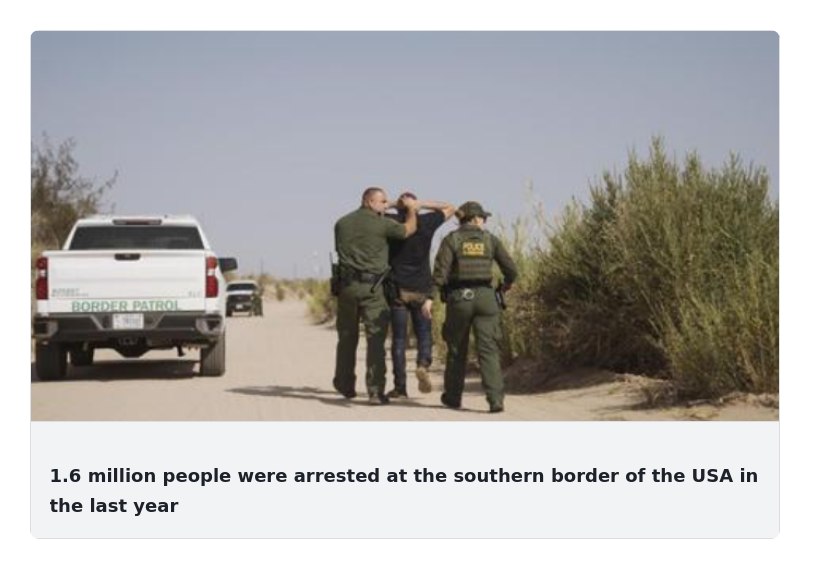 BORDER PATROL
POLICE
1.6 million people were arrested at the southern border of the USA in
the last year